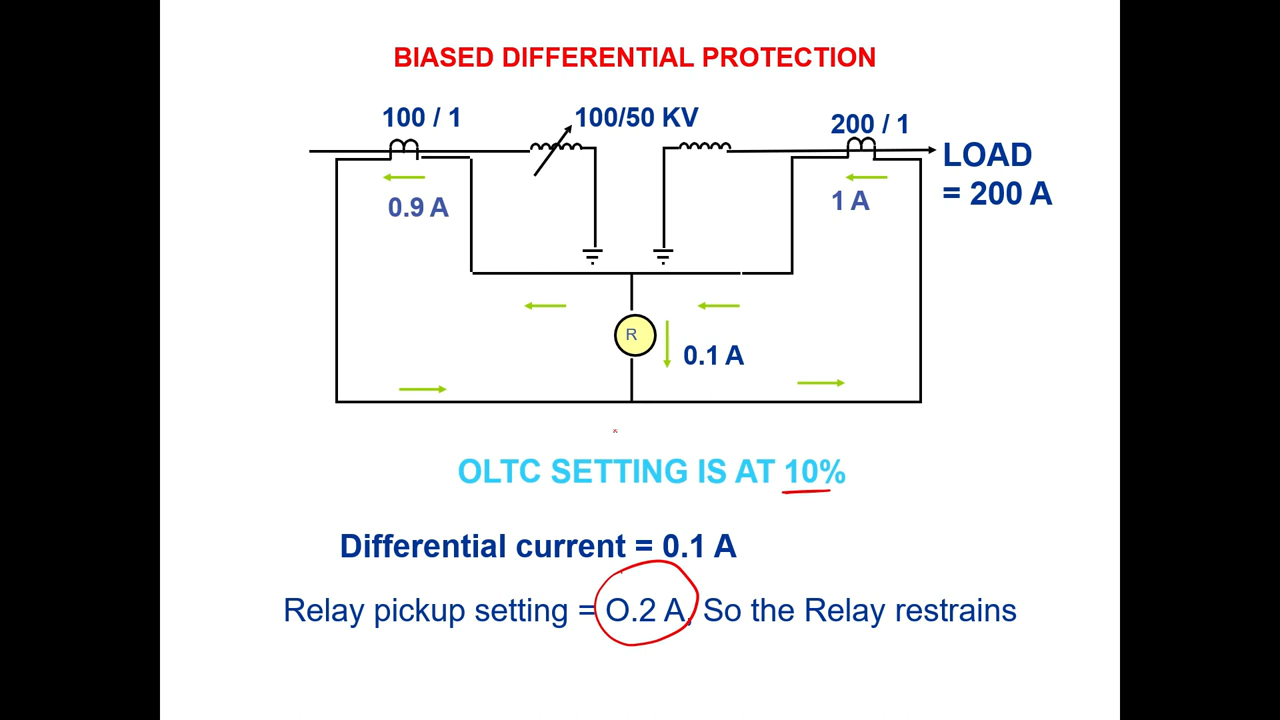 BIASED DIFFERENTIAL PROTECTION
100 / 1
100/50 KV
200 / 1
LOAD
= 200 A
0.9 A
1 A
R
0.1 A
OLTC SETTING IS AT 10%
Differential current = 0.1 A
Relay pickup setting = O.2 A, So the Relay restrains